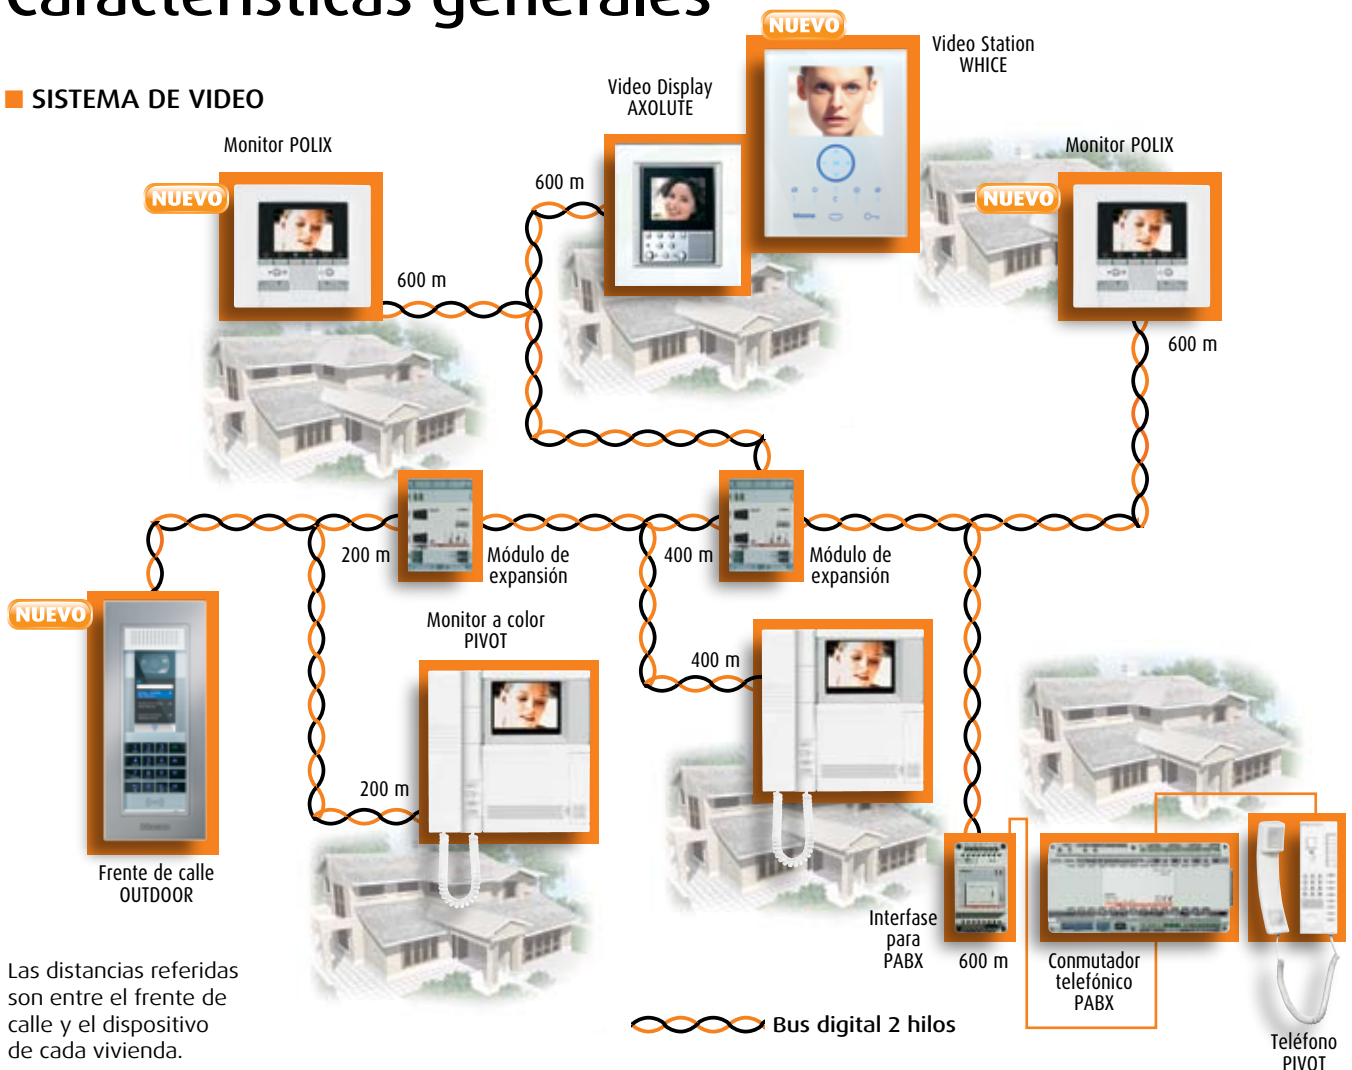 Características generales
SISTEMA DE VIDEO
NUEVO
Video Station
WHICE
Video Display
AXOLUTE
Monitor POLIX
NUEVO
Monitor POLIX
NUEVO
600 m
600 m
600 m
200 m
Módulo de
expansión
400 m
Módulo de
expansión
NUEVO
Monitor a color
PIVOT
400 m
200 m
Frente de calle
OUTDOOR
Interfase
para
PABX
600 m
Conmutador
telefónico
PABX
Teléfono
PIVOT
Las distancias referidas
son entre el frente de
calle y el dispositivo
de cada vivienda.
Bus digital 2 hilos